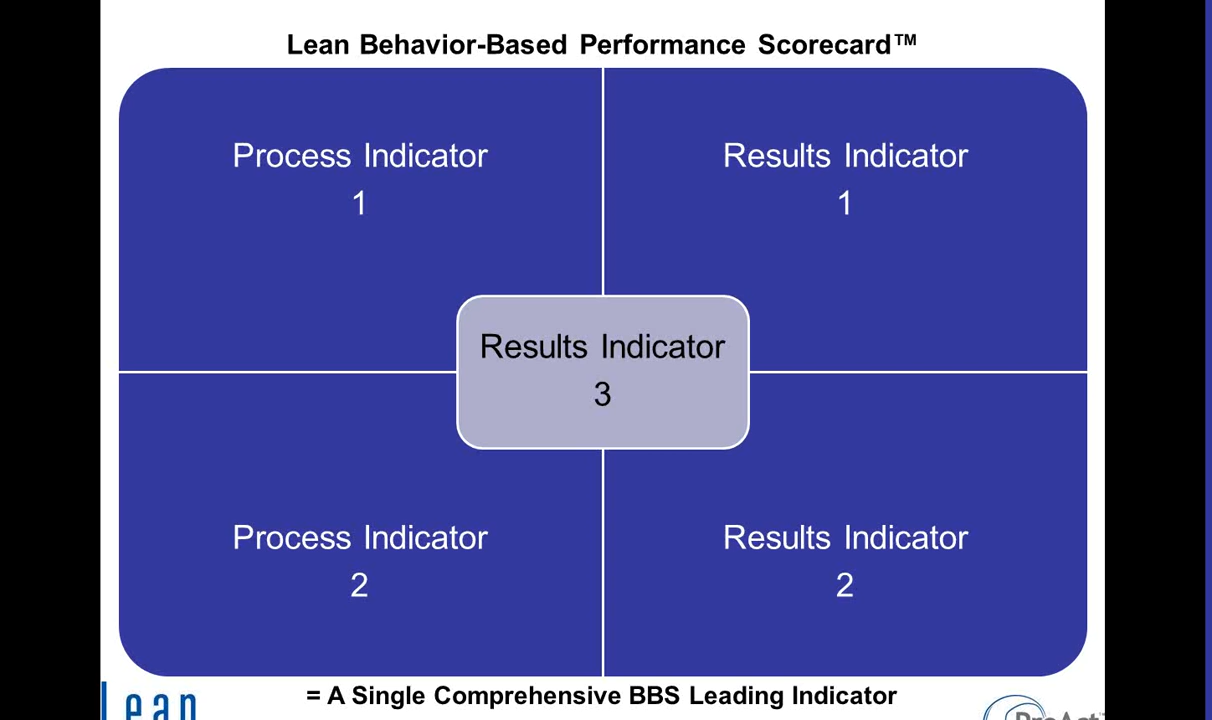 Lean Behavior-Based Performance Scorecard™
Process Indicator
1
Results Indicator
1
Results Indicator
3
Process Indicator
2
Results Indicator
2
= A Single Comprehensive BBS Leading Indicator
Lean
ProAct